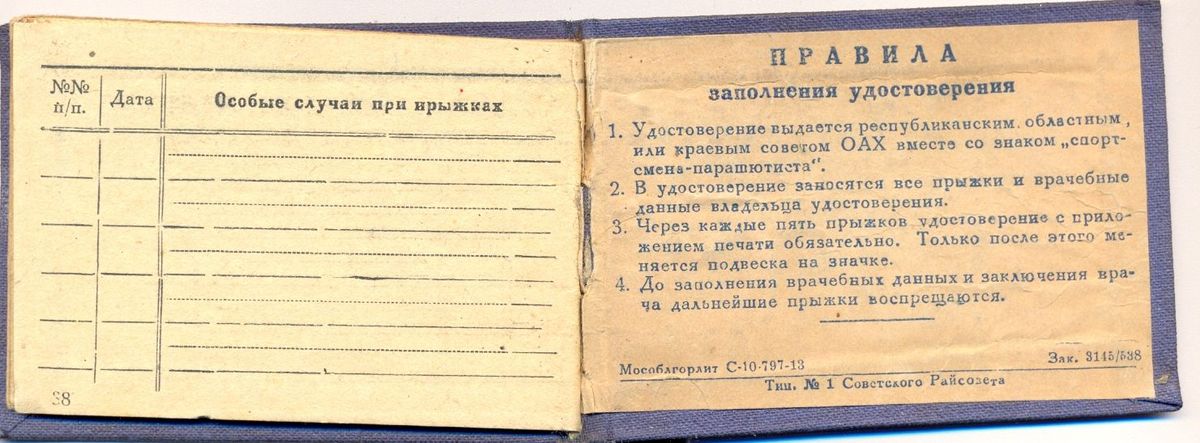 №№ п/п.
Дата
Особые случаи при ирыжках
38
ПРАВИЛА
заполнения удостоверения
1. Удостоверение выдается республиканским, областным,
или краевым советом ОАХ вместо со знаком „спорт-
смена-парашютиста".
2. В удостоверение заносятся все прыжки и врачебные
данные владельца удостоверения.
3. Через каждые пять прыжков удостоверение с прило-
жением печати обязательно. Только после этого ме-
няется подвеска на значке.
4. До заполнения врачебных данных и заключения вра-
ча дальнейшие прыжки воспрещаются.
Мособлгорлит С-10-797-13
Зак. 3145/538
Тип. № 1 Советского Райсовета